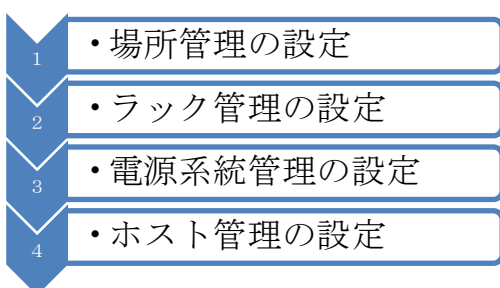 1 ・場所管理の設定
2 ・ラック管理の設定
3 ・電源系統管理の設定
4 ・ホスト管理の設定